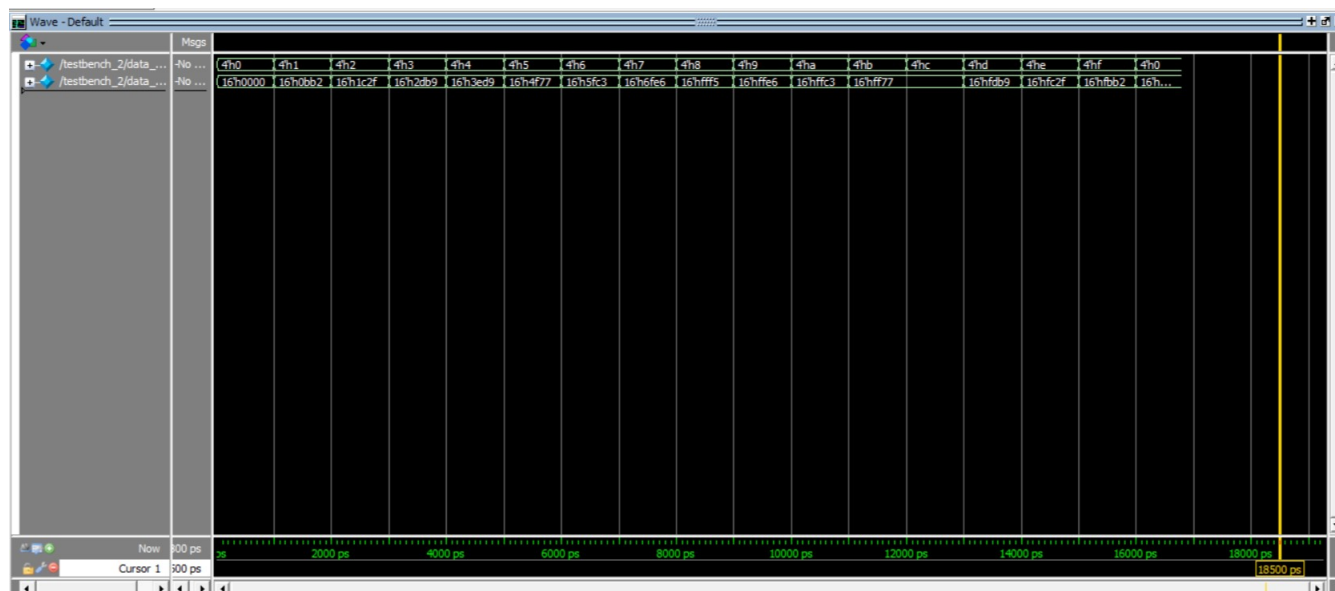 Wave - Default
Msgs
/testbench_2/data_... -No ... 4'h0 4'h1 4'h2 4'h3 4'h4 4'h5 4'h6 4'h7 4'h8 4'h9 4'ha 4'hb 4'hc 4'hd 4'he 4'hf 4'h0
/testbench_2/data_... -No ... 16'h0000 16'h0bb2 16'h1c2f 16'h2db9 16'h3ed9 16'h4f77 16'h5fc3 16'h6fe6 16'hfff5 16'hffe6 16'hffc3 16'hff77 16'hfdb9 16'hfc2f 16'hfbb2 16'h...
Now 300 ps ps 2000 ps 4000 ps 6000 ps 8000 ps 10000 ps 12000 ps 14000 ps 16000 ps 18000 ps
Cursor 1 500 ps 18500 ps